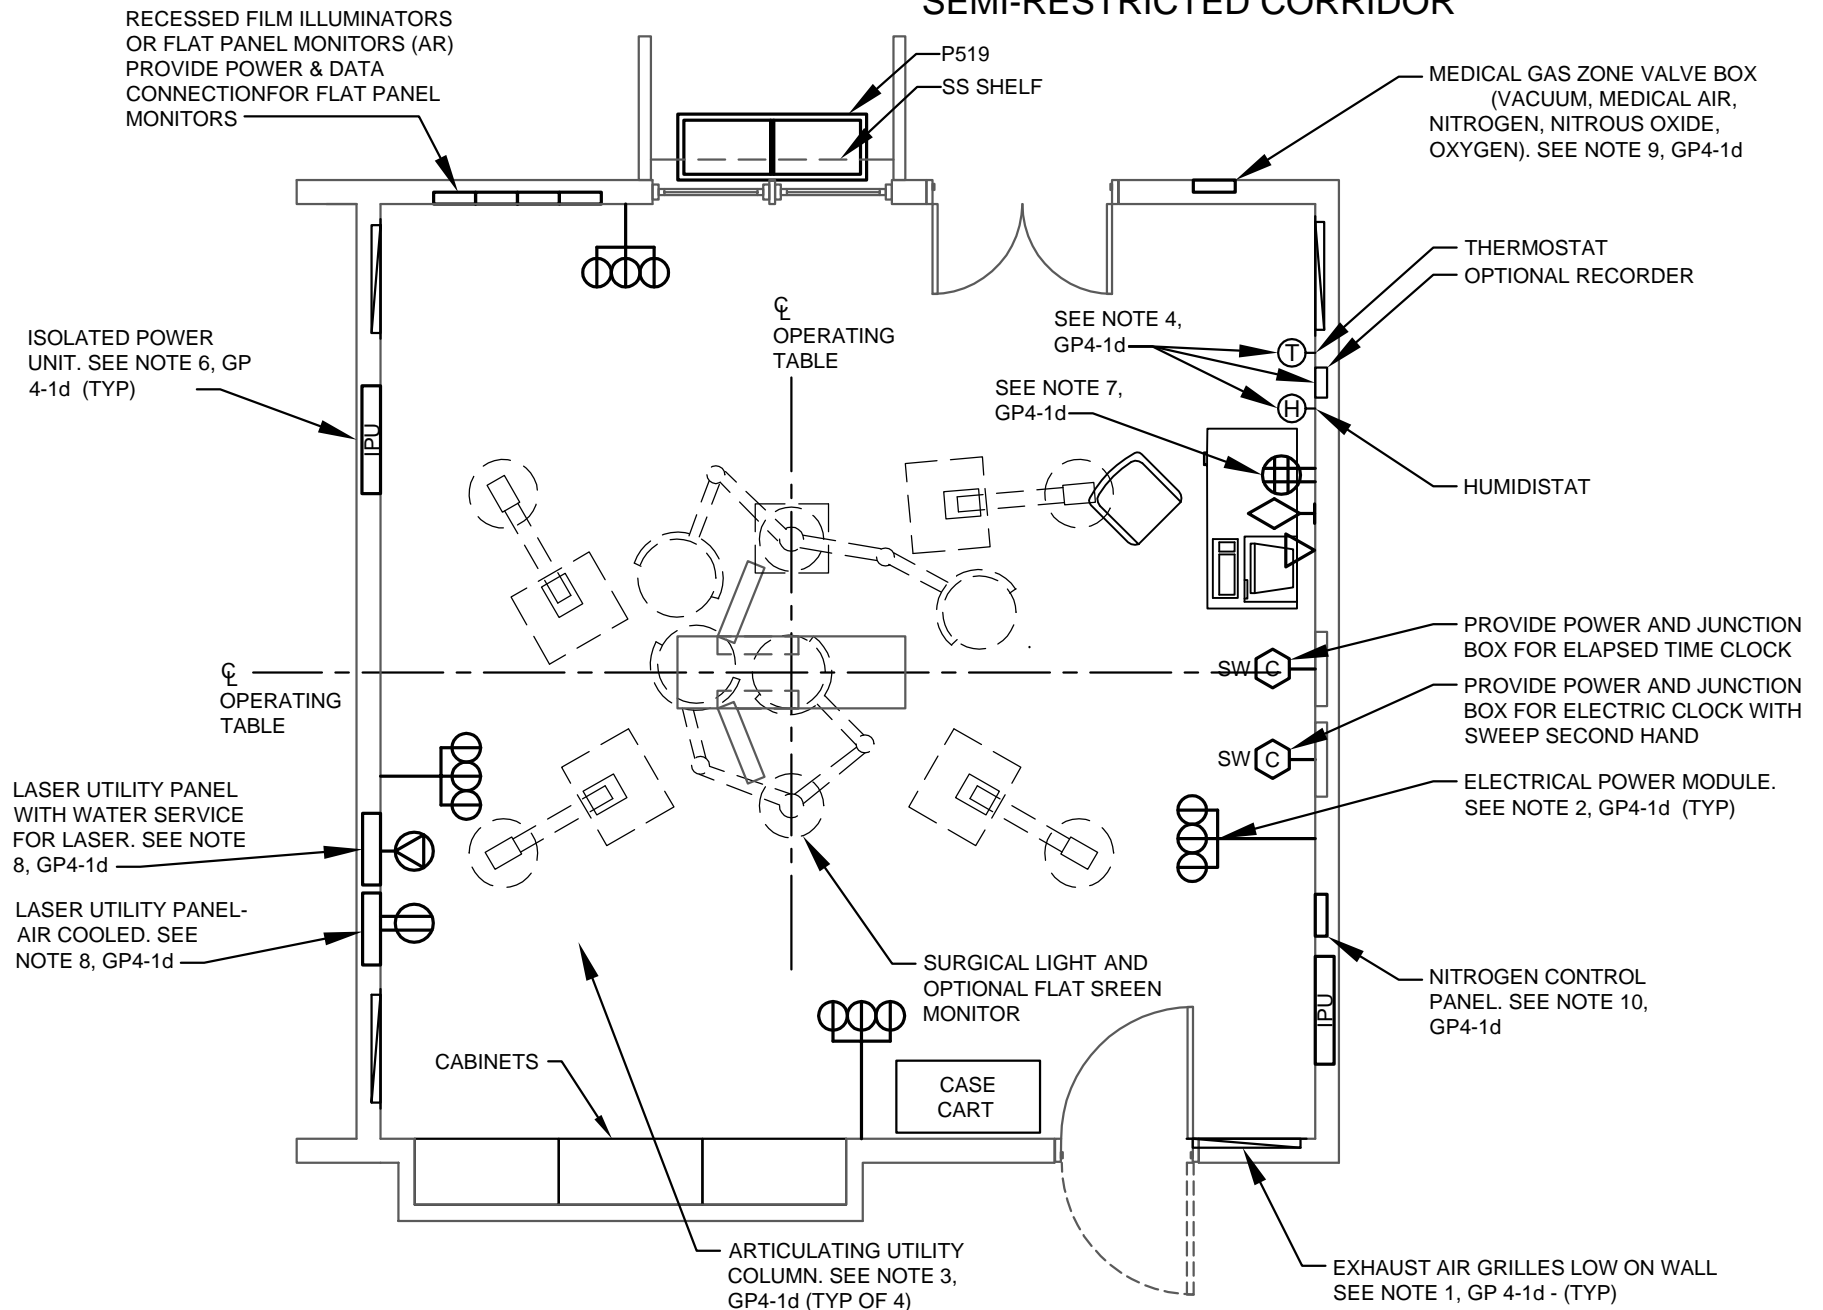 SEMI-RESTRICTED CORRIDOR
RECESSED FILM ILLUMINATORS
OR FLAT PANEL MONITORS (AR)
PROVIDE POWER & DATA
CONNECTIONFOR FLAT PANEL
MONITORS
P519
SS SHELF
MEDICAL GAS ZONE VALVE BOX
(VACUUM, MEDICAL AIR,
NITROGEN, NITROUS OXIDE,
OXYGEN). SEE NOTE 9, GP4-1d
THERMOSTAT
OPTIONAL RECORDER
SEE NOTE 4,
GP4-1d
T
H
HUMIDISTAT
SEE NOTE 7,
GP4-1d
℄
OPERATING
TABLE
ISOLATED POWER
UNIT. SEE NOTE 6, GP
4-1d (TYP)
IPU
℄
OPERATING
TABLE
SW C
PROVIDE POWER AND JUNCTION
BOX FOR ELAPSED TIME CLOCK
SW C
PROVIDE POWER AND JUNCTION
BOX FOR ELECTRIC CLOCK WITH
SWEEP SECOND HAND
ELECTRICAL POWER MODULE.
SEE NOTE 2, GP4-1d (TYP)
LASER UTILITY PANEL
WITH WATER SERVICE
FOR LASER. SEE NOTE
8, GP4-1d
LASER UTILITY PANEL-
AIR COOLED. SEE
NOTE 8, GP4-1d
SURGICAL LIGHT AND
OPTIONAL FLAT SREEN
MONITOR
NITROGEN CONTROL
PANEL. SEE NOTE 10,
GP4-1d
IPU
CABINETS
CASE
CART
ARTICULATING UTILITY
COLUMN. SEE NOTE 3,
GP4-1d (TYP OF 4)
EXHAUST AIR GRILLES LOW ON WALL
SEE NOTE 1, GP 4-1d - (TYP)